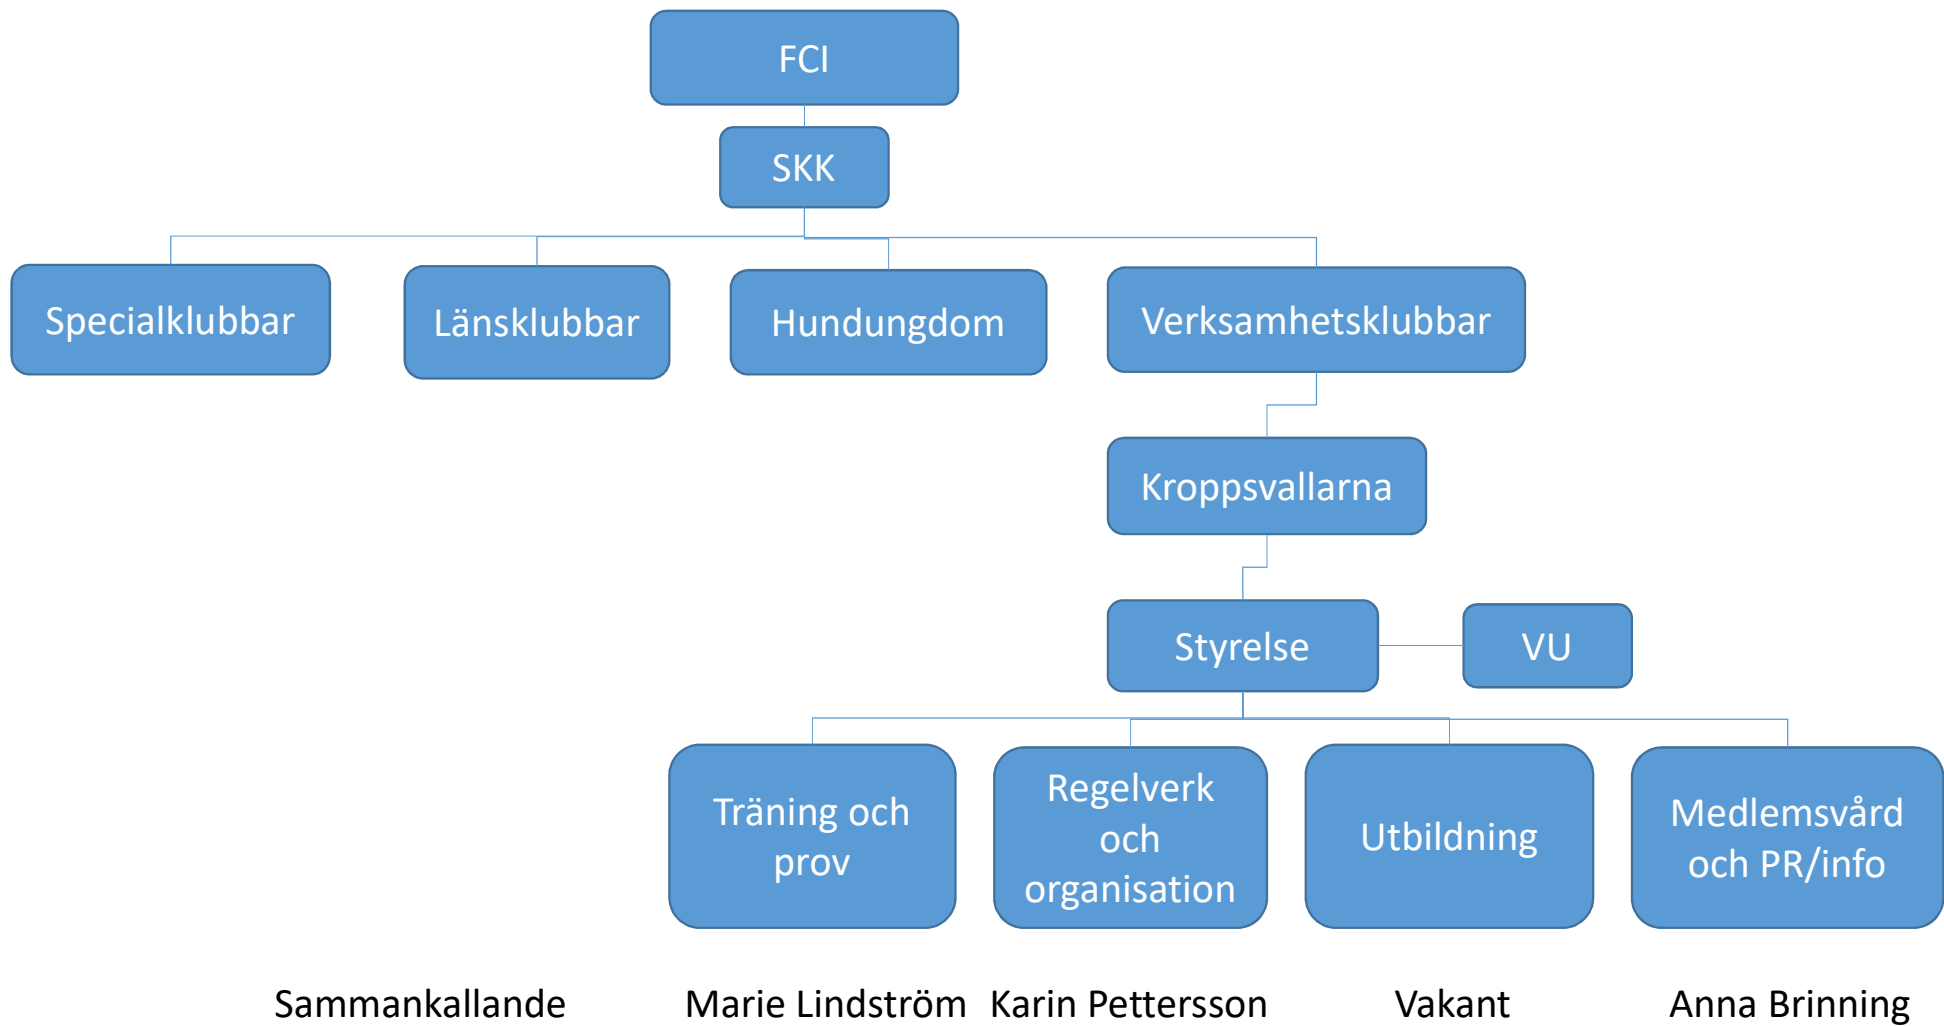 FCI
SKK
Specialklubbar
Länsklubbar
Hundungdom
Verksamhetsklubbar
Kroppsvallarna
Styrelse
VU
Träning och
prov
Regelverk
och
organisation
Utbildning
Medlemsvård
och PR/info
Sammankallande
Marie Lindström
Karin Pettersson
Vakant
Anna Brinning